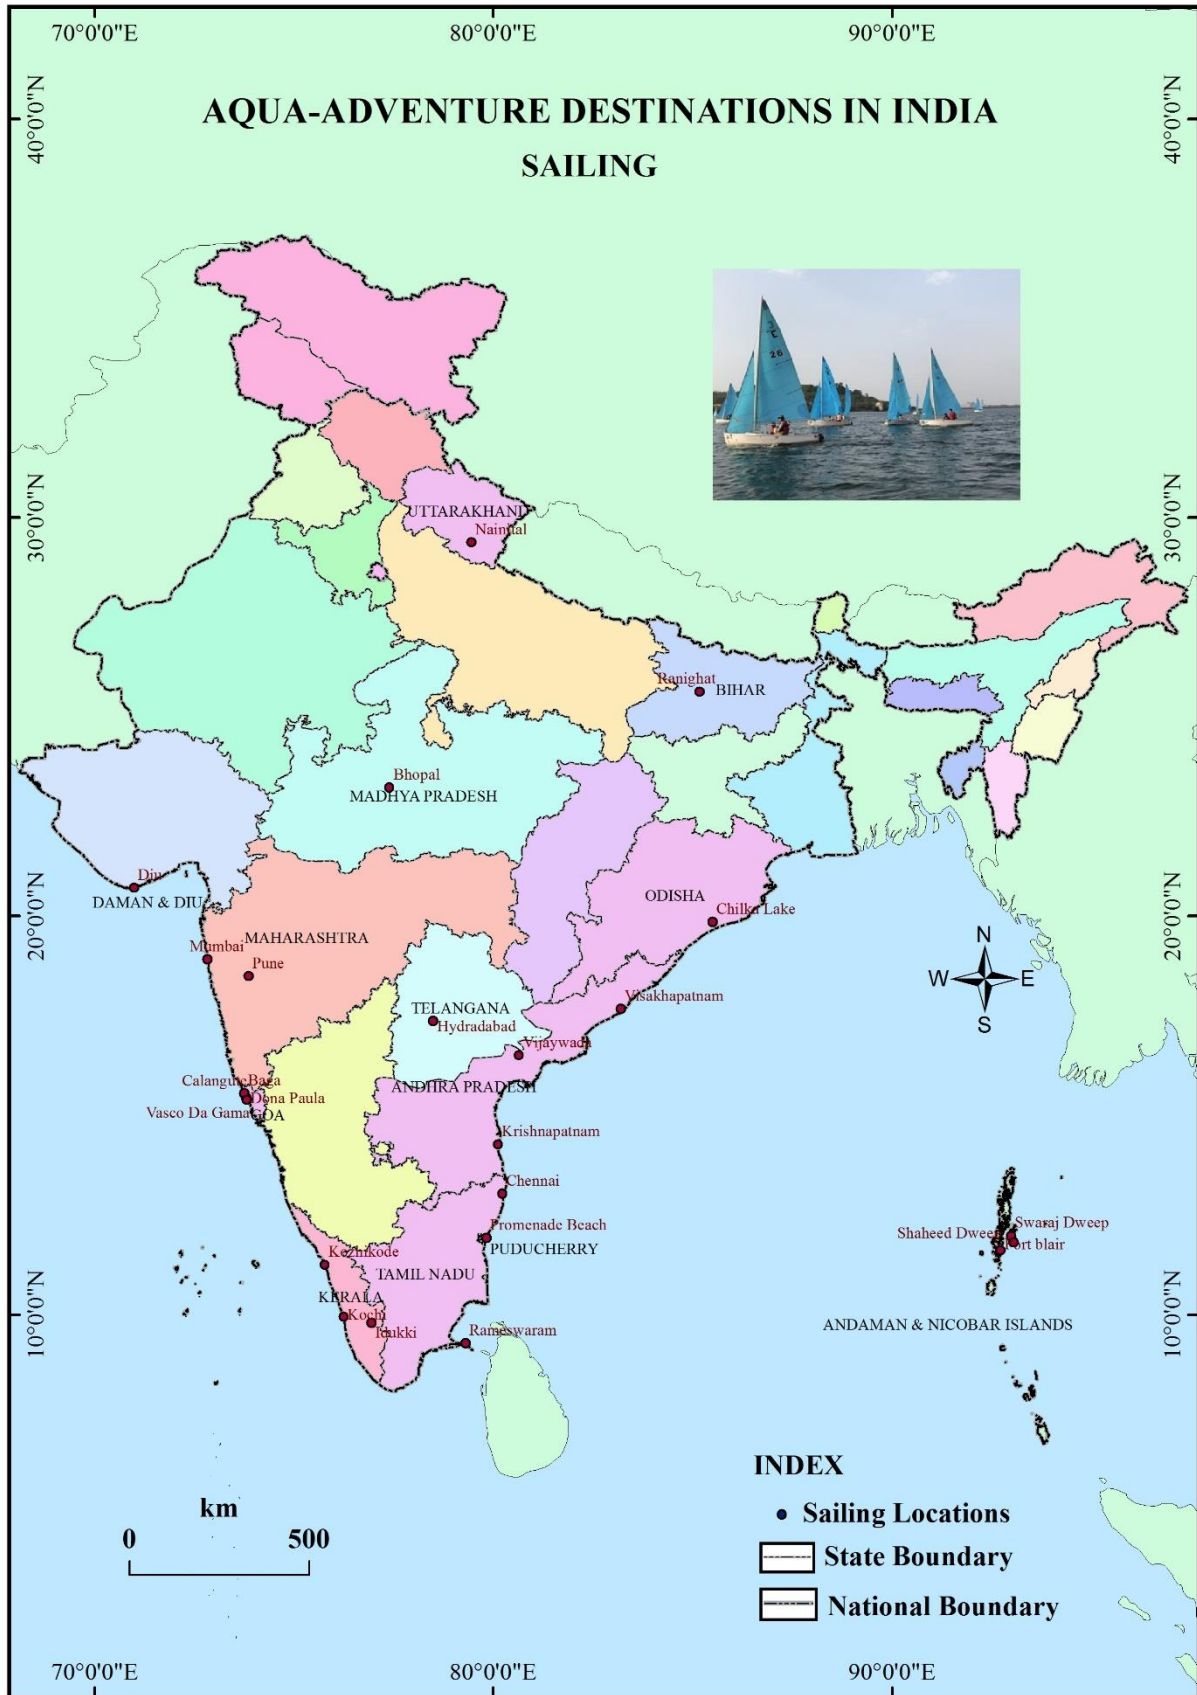 70°0'0"E 80°0'0"E 90°0'0"E
40°0'0"N 40°0'0"N
AQUA-ADVENTURE DESTINATIONS IN INDIA
SAILING
26
30°0'0"N 30°0'0"N
UTTARAKHAND
Nainital
Ranighat
BIHAR
Bhopal
MADHYA PRADESH
Diu
DAMAN & DIU
ODISHA
Chilka Lake
20°0'0"N 20°0'0"N
MAHARASHTRA
Mumbai
Pune
N
W E
S
Visakhapatnam
TELANGANA
Hydradabad
Vijaywada
ANDHRA PRADESH
Calangute Baga
Dona Paula
Vasco Da Gama GOA
Krishnapatnam
Chennai
Promenade Beach
PUDUCHERRY
Shaheed Dweep Swaraj Dweep
Port blair
Kozhikode
TAMIL NADU
KERALA
Kochi
Idukki
Rameswaram
10°0'0"N 10°0'0"N
ANDAMAN & NICOBAR ISLANDS
INDEX
Sailing Locations
State Boundary
National Boundary
km
0 500
70°0'0"E 80°0'0"E 90°0'0"E